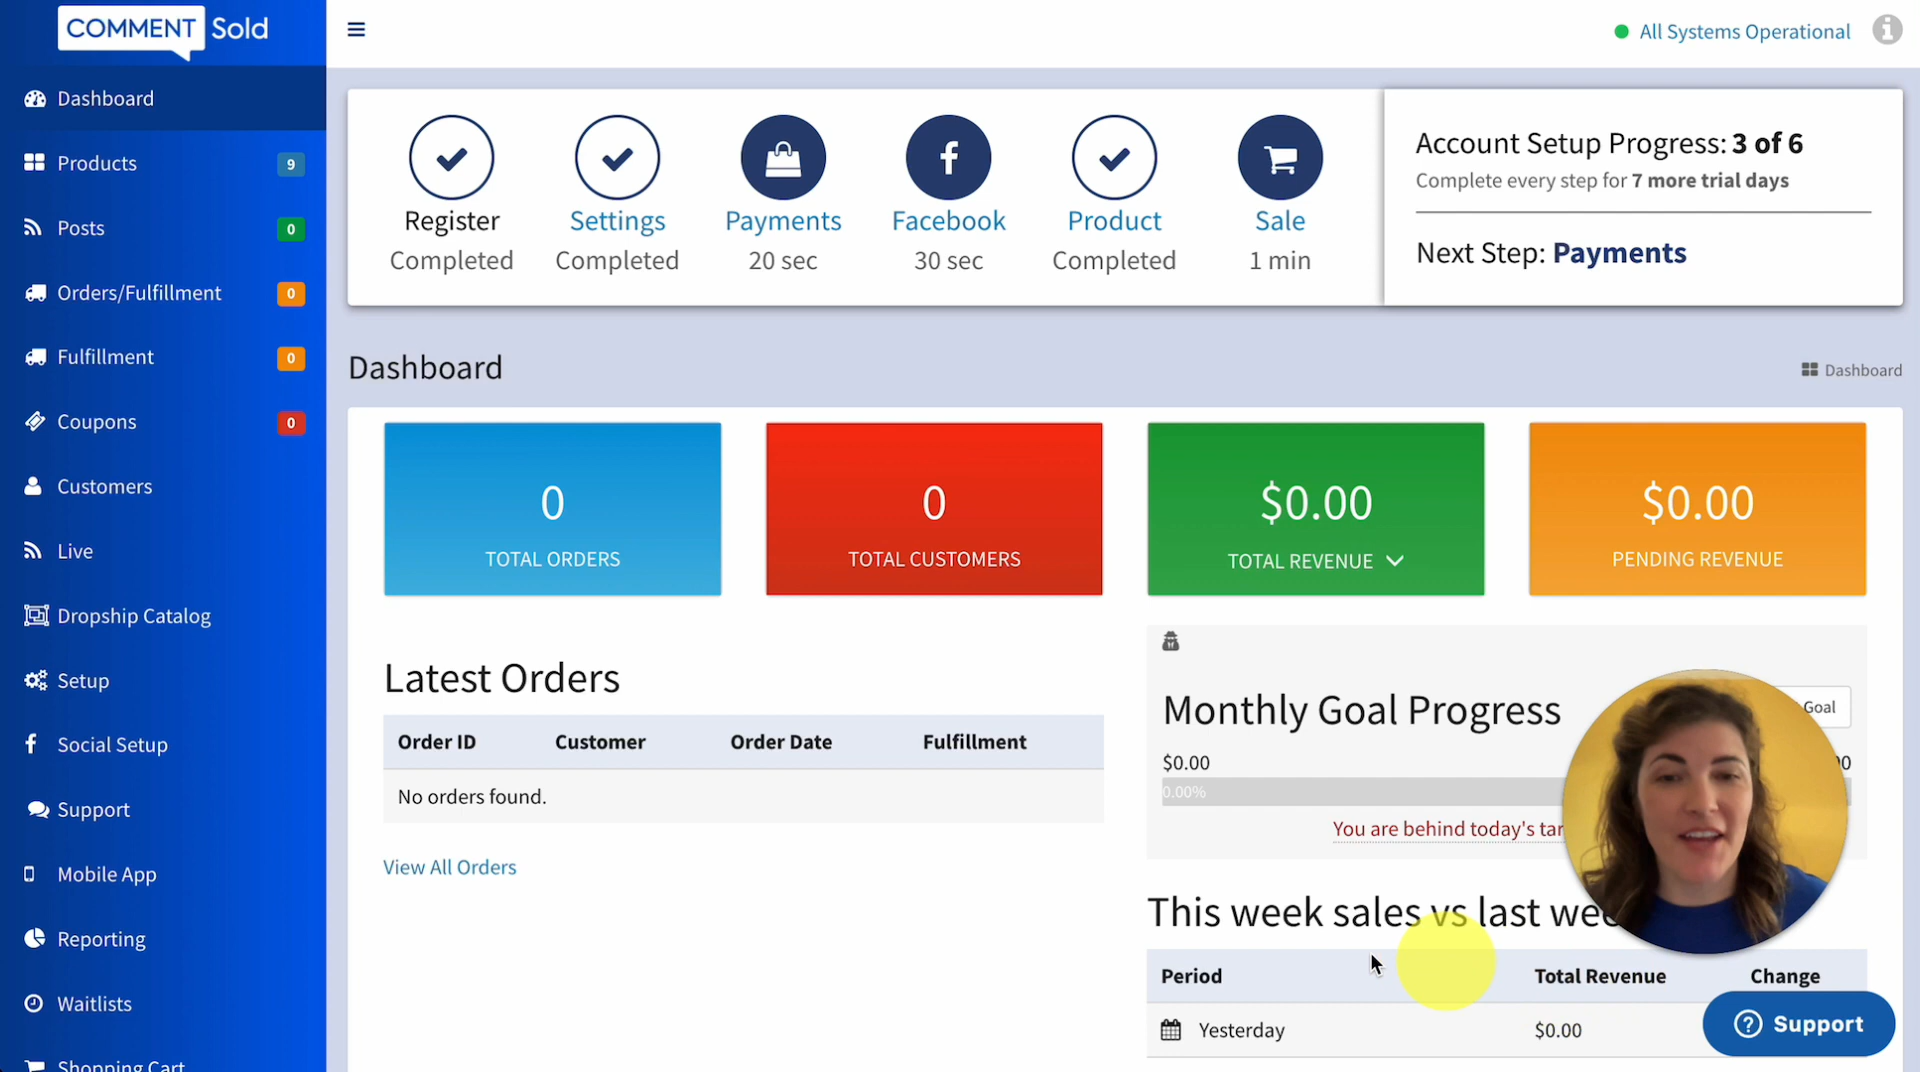 COMMENT Sold
Dashboard
Products 9
Posts 0
Orders/Fulfillment 0
Fulfillment 0
Coupons 0
Customers
Live
Dropship Catalog
Setup
Social Setup
Support
Mobile App
Reporting
Waitlists
Shopping Cart
All Systems Operational
Register
Completed
Settings
Completed
Payments
20 sec
Facebook
30 sec
Product
Completed
Sale
1 min
Account Setup Progress: 3 of 6
Complete every step for 7 more trial days
Next Step: Payments
Dashboard
Dashboard
0
TOTAL ORDERS
0
TOTAL CUSTOMERS
$0.00
TOTAL REVENUE
$0.00
PENDING REVENUE
Latest Orders
Order ID Customer Order Date Fulfillment
No orders found.
View All Orders
Monthly Goal Progress
Goal
$0.00
0.00%
You are behind today's
This week sales vs last
Period Total Revenue Change
Yesterday $0.00
Support